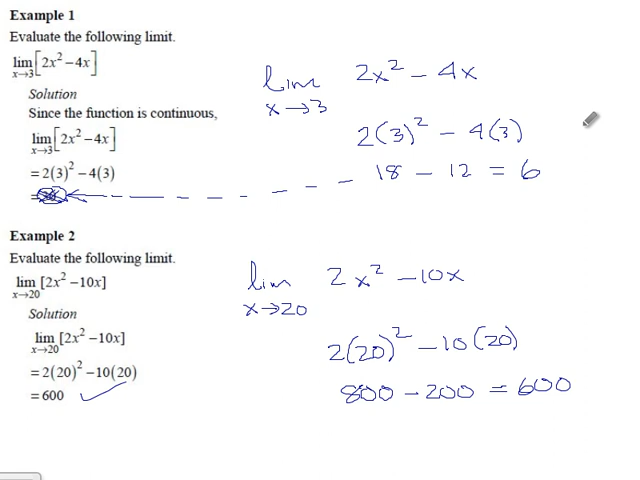 Example 1
Evaluate the following limit.
lim x→3 [2x² −4x]
Solution
Since the function is continuous,
lim x→3 [2x² −4x]
= 2(3)² − 4(3)
=
lim x→3 2x² − 4x
2(3)² − 4(3)
18 − 12 = 6
Example 2
Evaluate the following limit.
lim x→20 [2x² −10x]
Solution
lim x→20 [2x² −10x]
= 2(20)² −10(20)
= 600
lim x→20 2x² −10x
2(20)² −10(20)
800 − 200 = 600